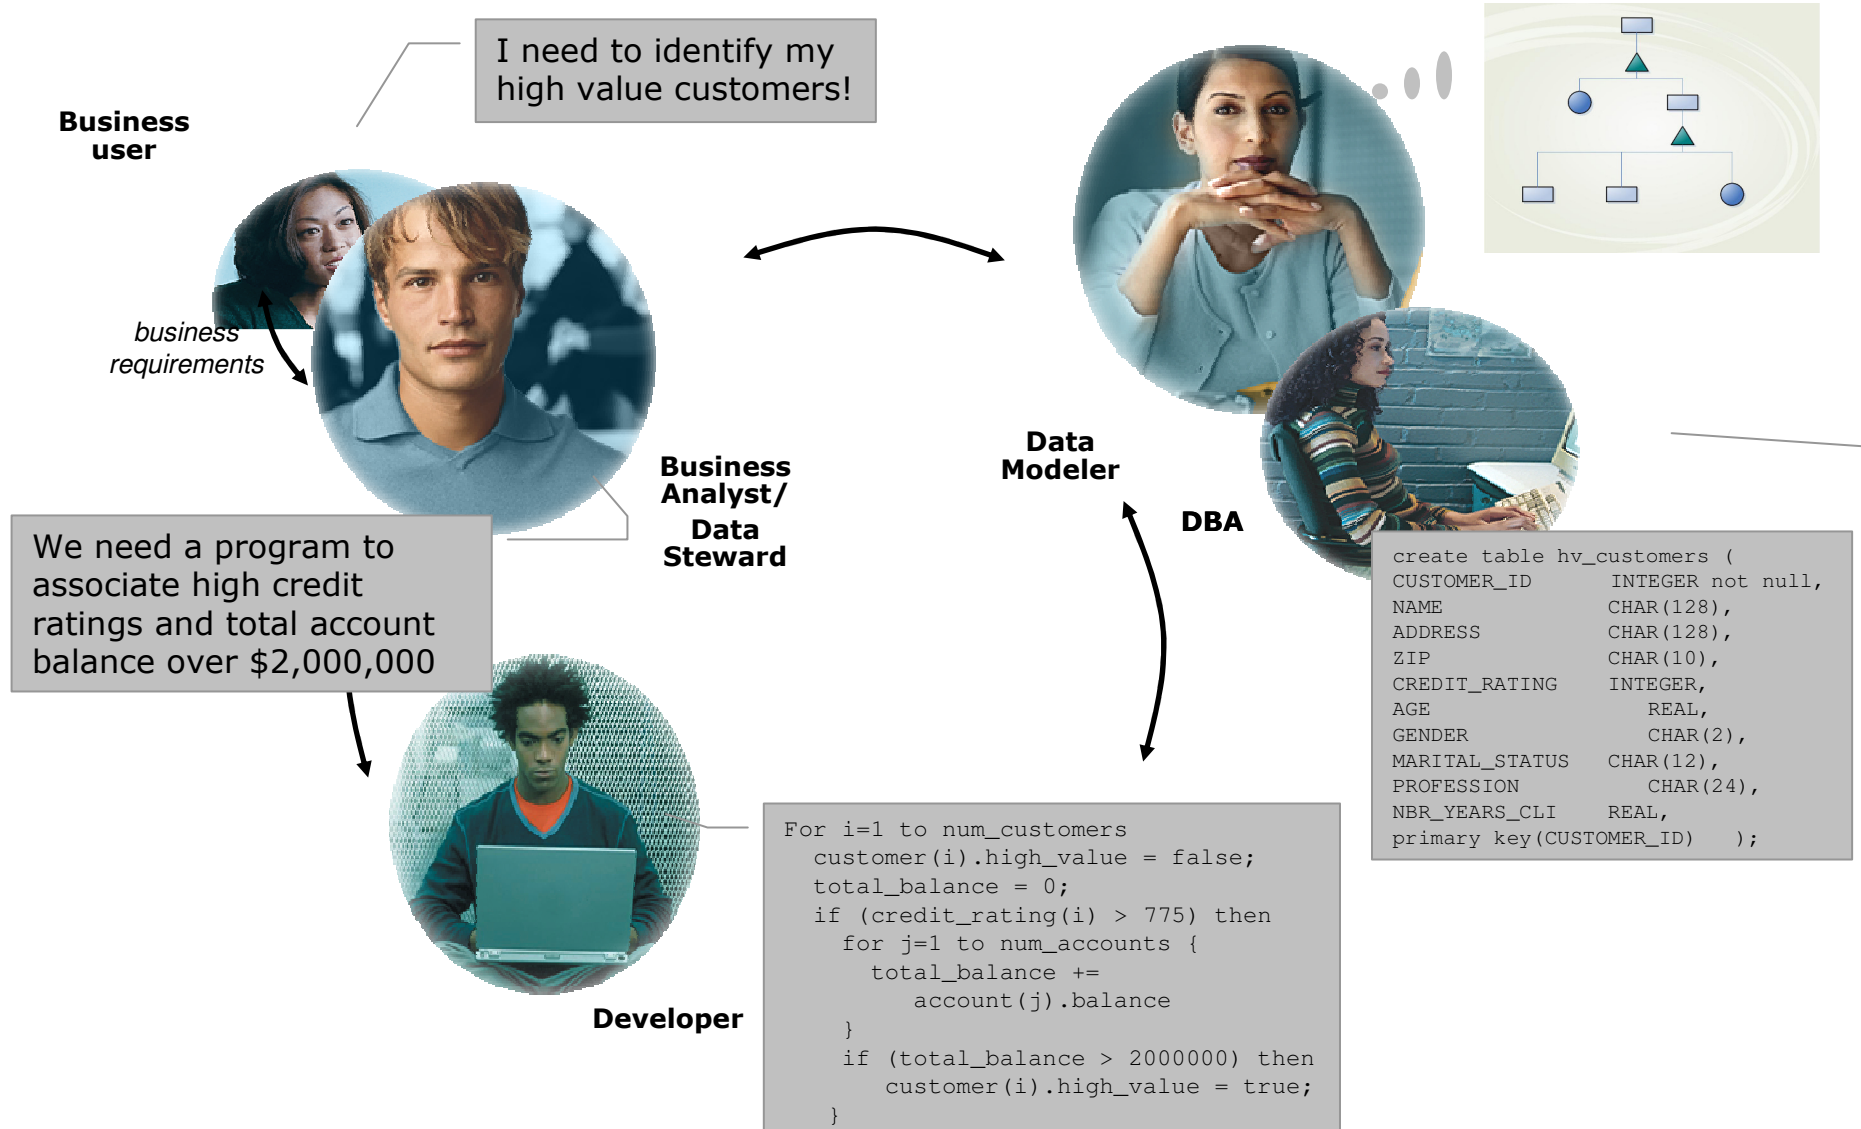 I need to identify my
high value customers!
Business
user
business
requirements
Business
Analyst/
Data
Steward
Data
Modeler
DBA
We need a program to
associate high credit
ratings and total account
balance over $2,000,000
create table hv_customers (
CUSTOMER_ID INTEGER not null,
NAME CHAR(128),
ADDRESS CHAR(128),
ZIP CHAR(10),
CREDIT_RATING INTEGER,
AGE REAL,
GENDER CHAR(2),
MARITAL_STATUS CHAR(12),
PROFESSION CHAR(24),
NBR_YEARS_CLI REAL,
primary key(CUSTOMER_ID) );
Developer
For i=1 to num_customers
customer(i).high_value = false;
total_balance = 0;
if (credit_rating(i) > 775) then
for j=1 to num_accounts {
total_balance +=
account(j).balance
}
if (total_balance > 2000000) then
customer(i).high_value = true;
}